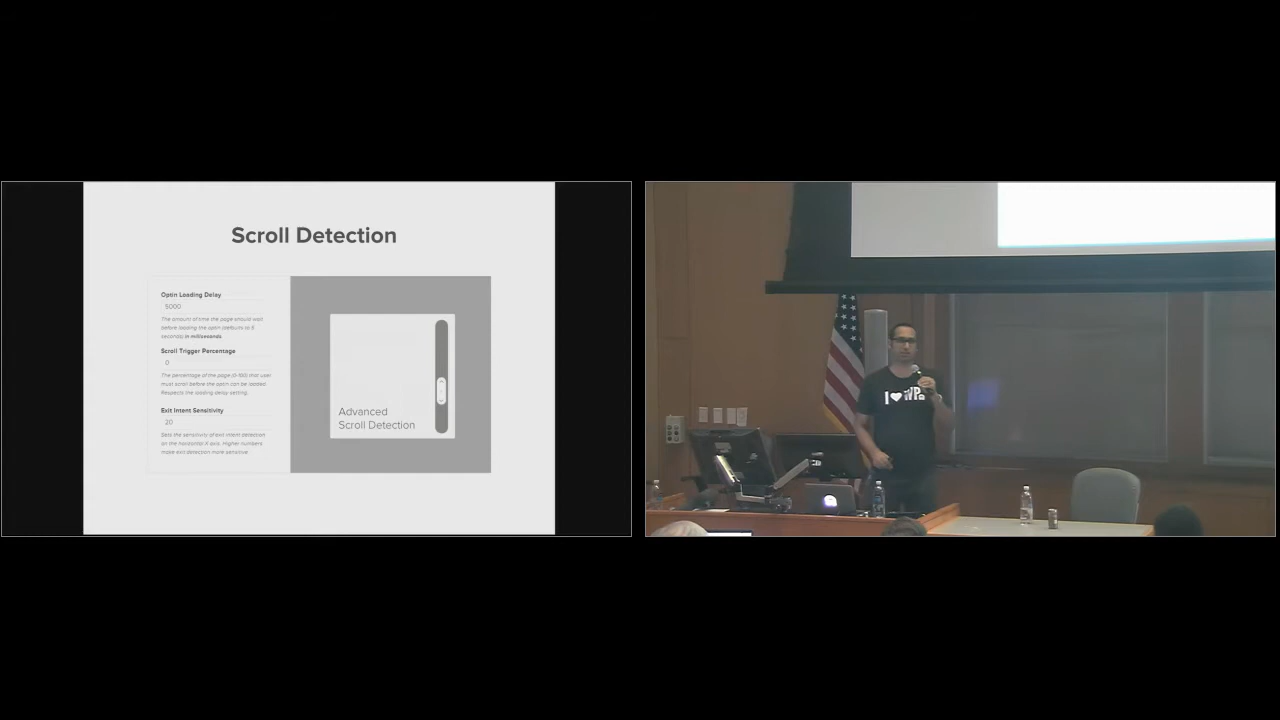 Scroll Detection
Optin Loading Delay
5000
The amount of time the page should wait
before loading the optin (defaults to 5
seconds) in milliseconds.
Scroll Trigger Percentage
0
The percentage of the page (0-100) that user
must scroll before the optin can be loaded.
Respects the loading delay setting.
Exit Intent Sensitivity
20
Sets the sensitivity of exit intent detection
on the horizontal X axis. Higher numbers
make exit detection more sensitive.
Advanced
Scroll Detection
I ♥ WP